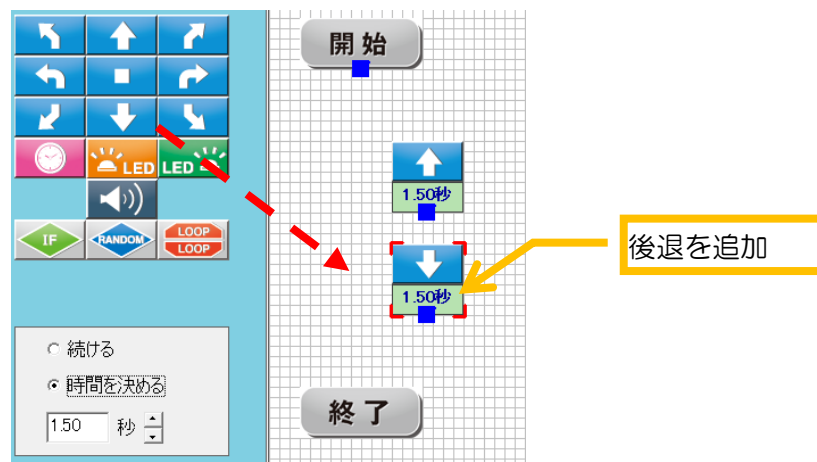 開始
LED
LED
1.50秒
IF
RANDOM
LOOP
LOOP
後退を追加
1.50秒
続ける
時間を決める
1.50 秒
終了